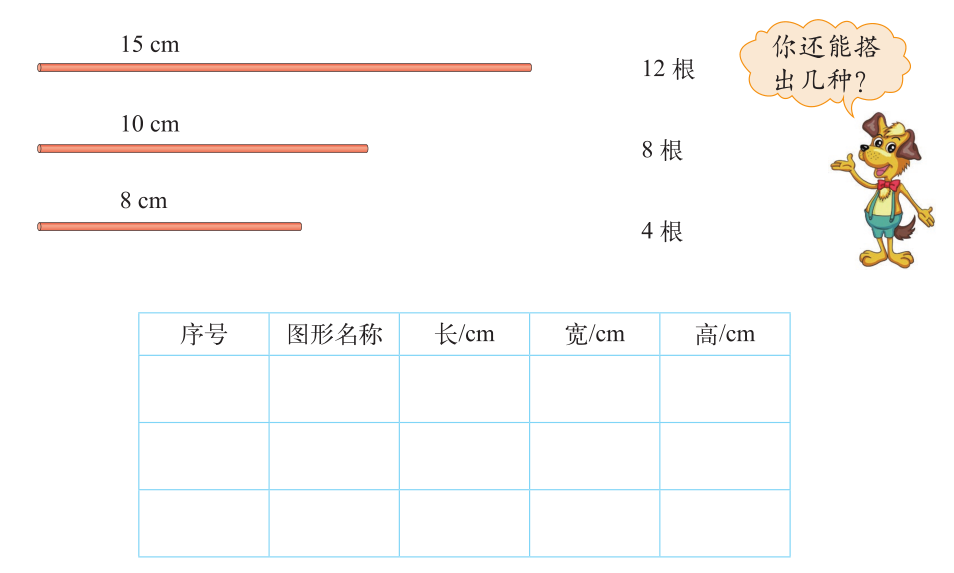 15 cm
12 根
你还能搭
出几种？
10 cm
8 根
8 cm
4 根
序号 图形名称 长/cm 宽/cm 高/cm